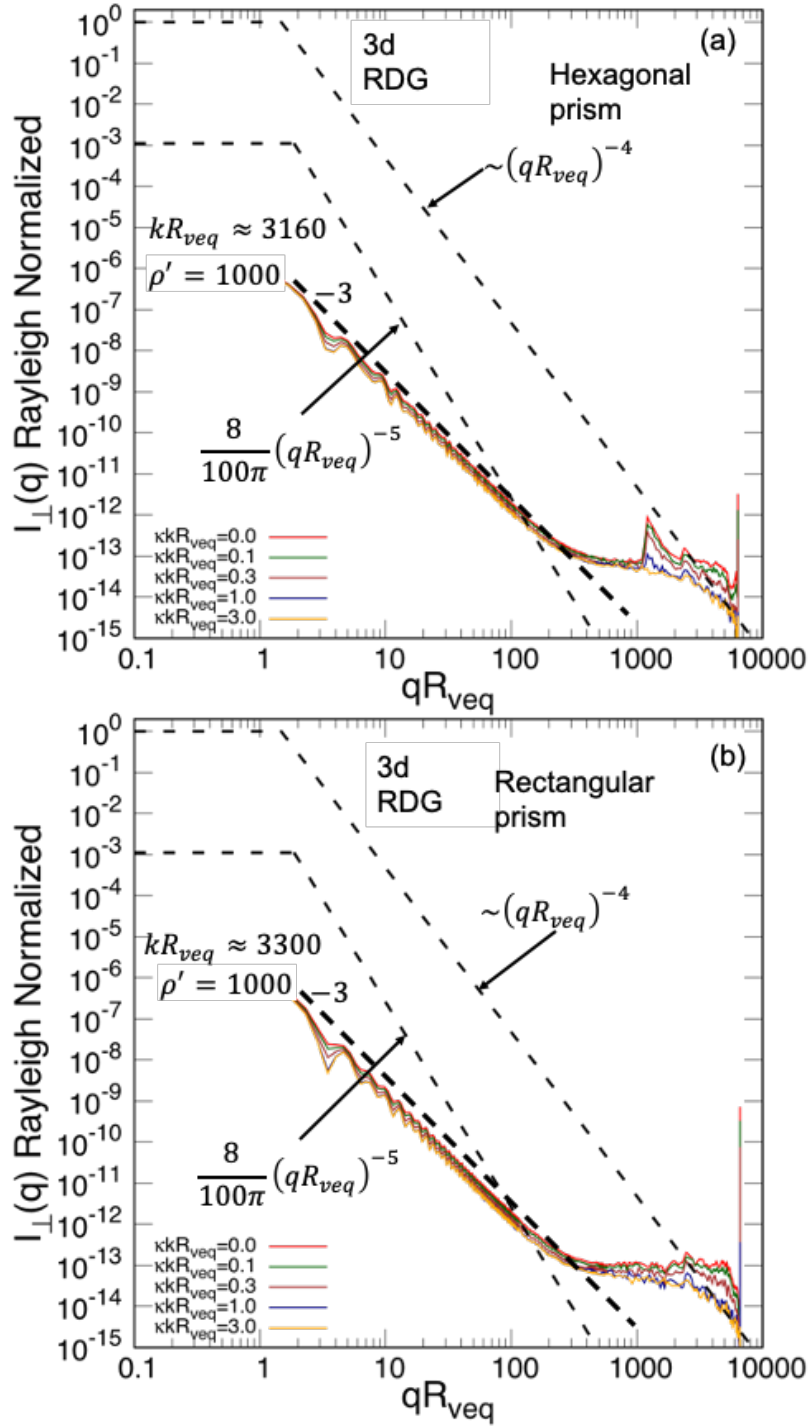 10⁰
3d
RDG
(a)
10⁻¹
Hexagonal
prism
10⁻²
10⁻³
~(qR_veq)⁻⁴
10⁻⁴
kR_veq ≈ 3160
10⁻⁵
10⁻⁶
ρ′ = 1000
−3
10⁻⁷
10⁻⁸
10⁻⁹
10⁻¹⁰
8/100π (qR_veq)⁻⁵
10⁻¹¹
10⁻¹²
κkR_veq=0.0
κkR_veq=0.1
κkR_veq=0.3
κkR_veq=1.0
κkR_veq=3.0
10⁻¹³
10⁻¹⁴
10⁻¹⁵
I⊥(q) Rayleigh Normalized
0.1 1 10 100 1000 10000
qR_veq
10⁰
3d
RDG
(b)
10⁻¹
Rectangular
prism
10⁻²
10⁻³
~(qR_veq)⁻⁴
10⁻⁴
10⁻⁵
kR_veq ≈ 3300
10⁻⁶
ρ′ = 1000
−3
10⁻⁷
10⁻⁸
10⁻⁹
10⁻¹⁰
8/100π (qR_veq)⁻⁵
10⁻¹¹
10⁻¹²
κkR_veq=0.0
κkR_veq=0.1
κkR_veq=0.3
κkR_veq=1.0
κkR_veq=3.0
10⁻¹³
10⁻¹⁴
10⁻¹⁵
I⊥(q) Rayleigh Normalized
0.1 1 10 100 1000 10000
qR_veq